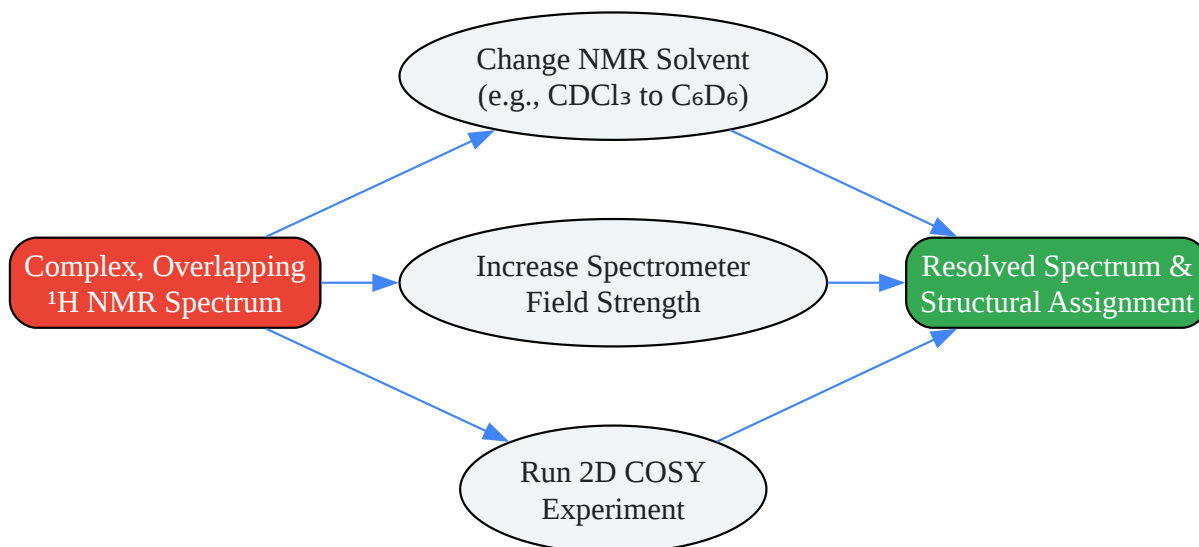 Change NMR Solvent
(e.g., CDCl₃ to C₆D₆)
Complex, Overlapping
¹H NMR Spectrum
Increase Spectrometer
Field Strength
Resolved Spectrum &
Structural Assignment
Run 2D COSY
Experiment